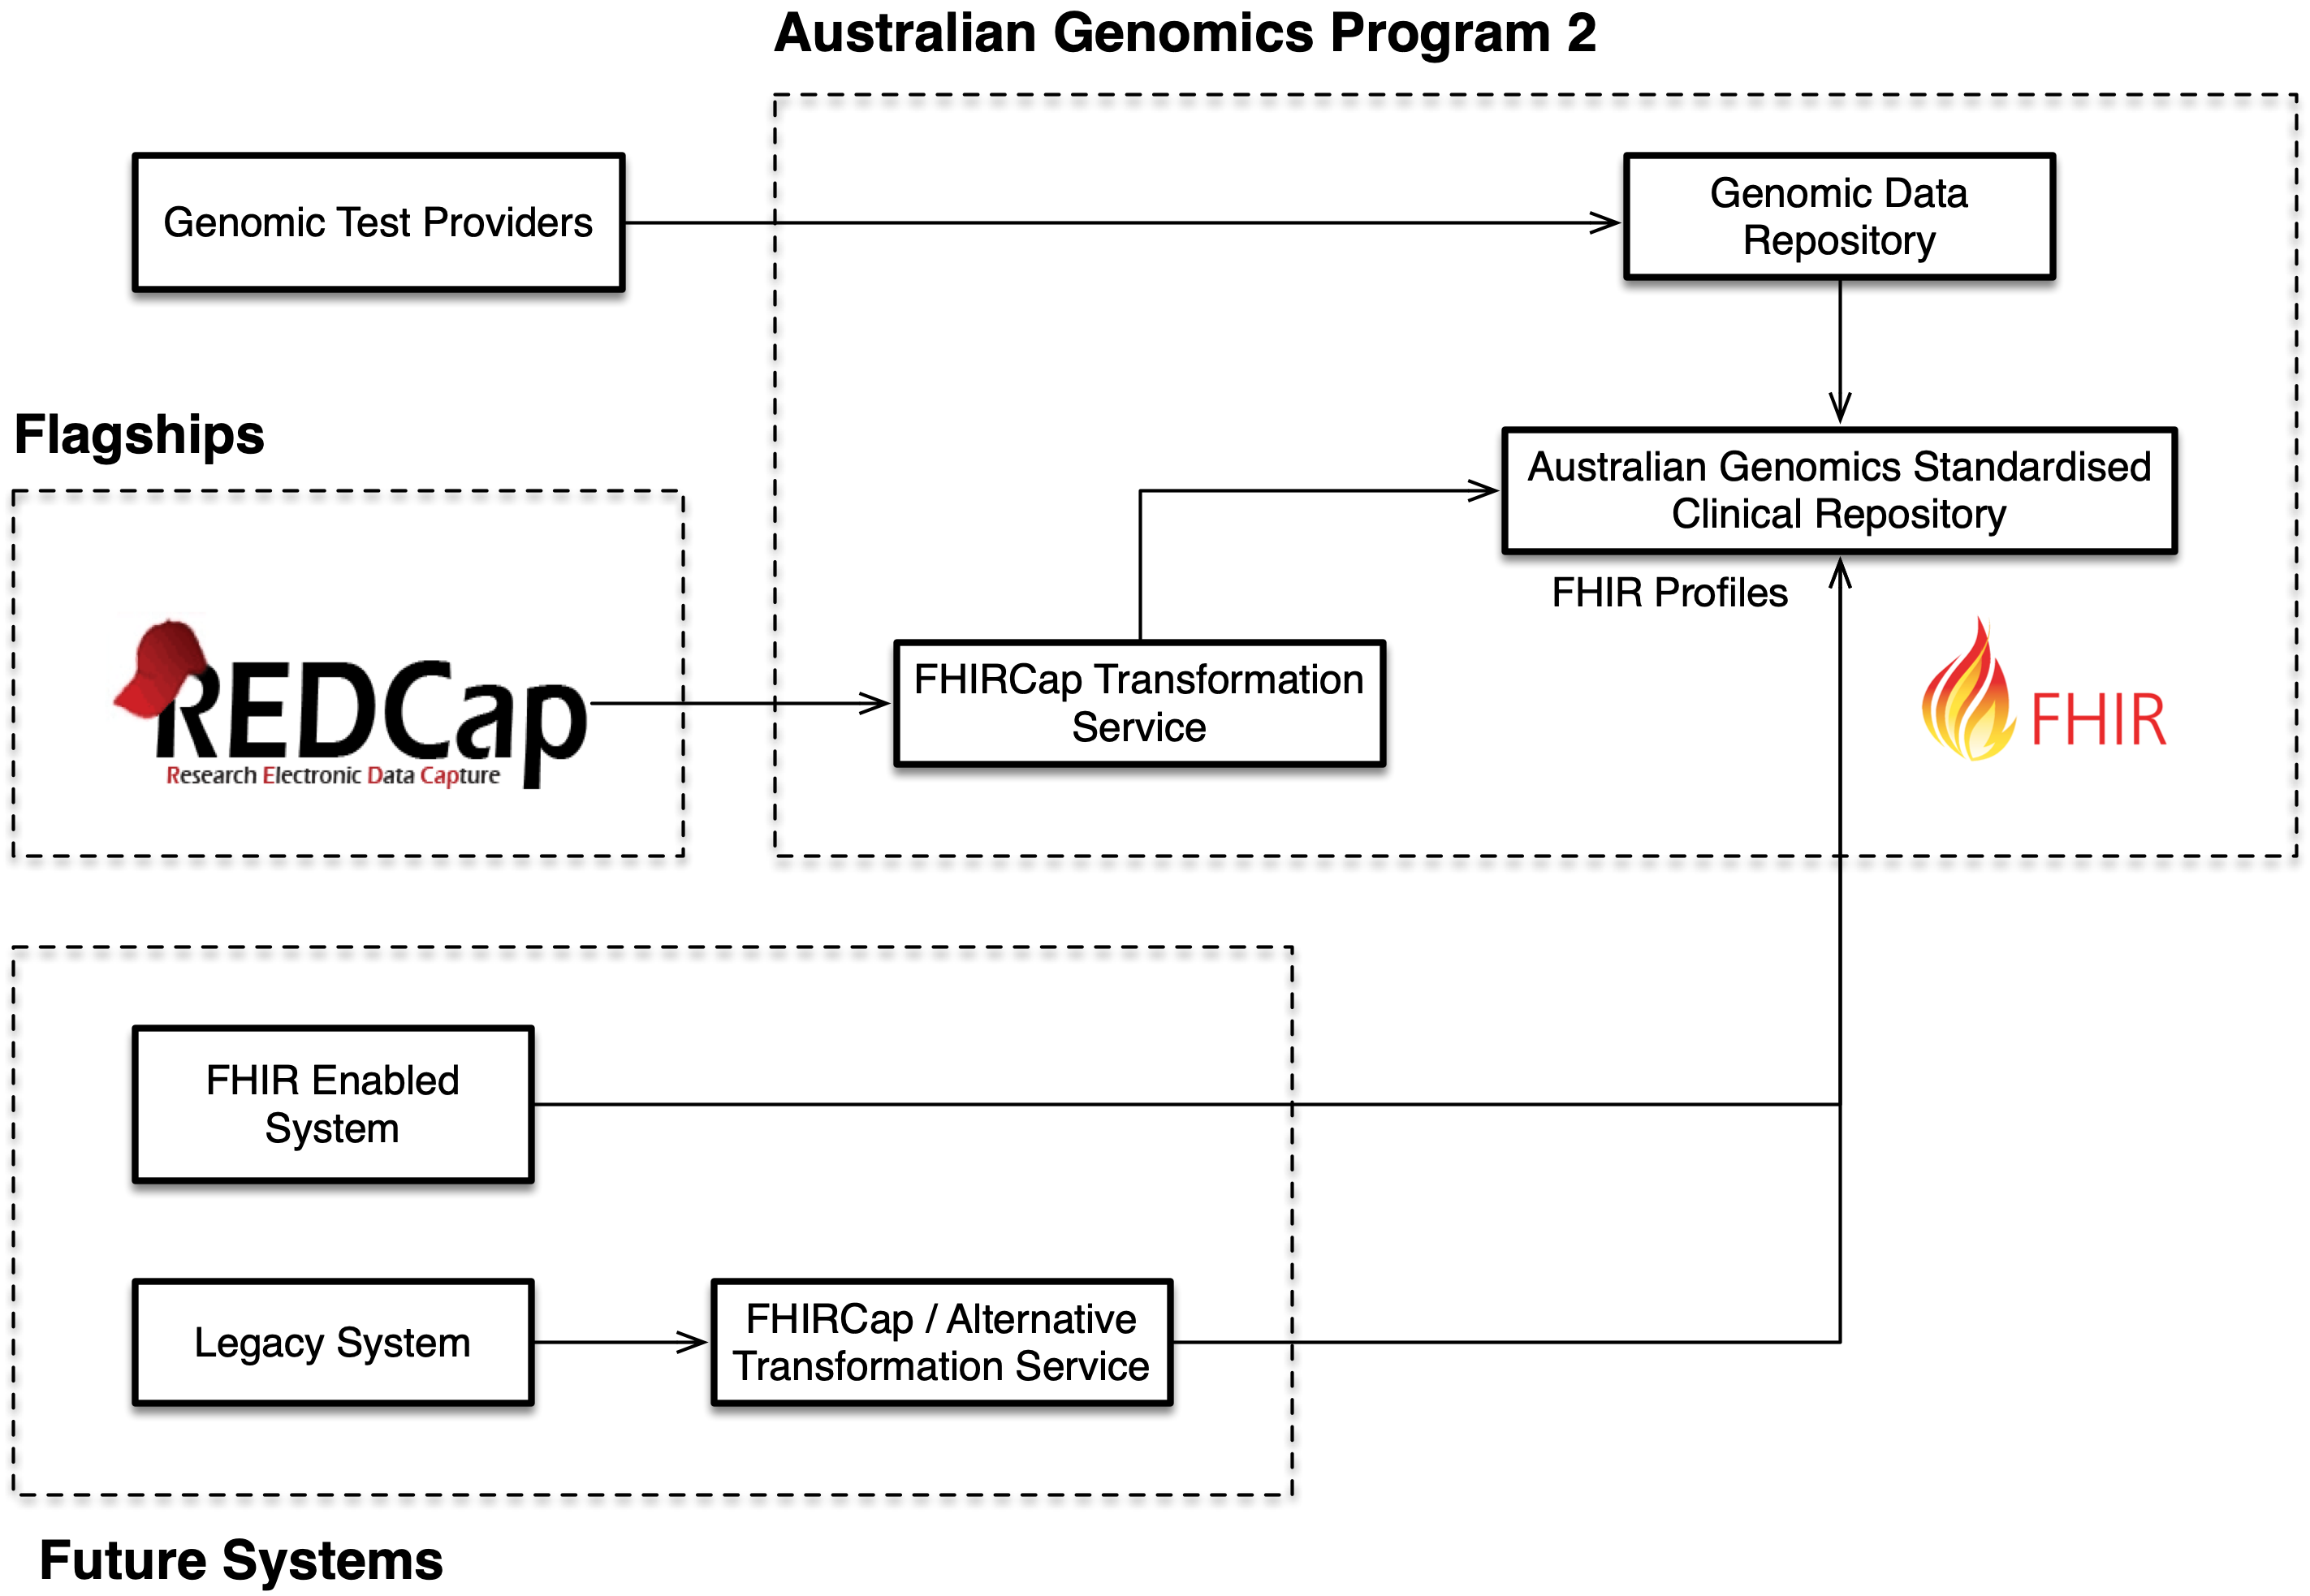 Australian Genomics Program 2
Genomic Test Providers
Genomic Data
Repository
Flagships
Australian Genomics Standardised
Clinical Repository
FHIR Profiles
REDCap
Research Electronic Data Capture
FHIRCap Transformation
Service
FHIR
FHIR Enabled
System
Legacy System
FHIRCap / Alternative
Transformation Service
Future Systems